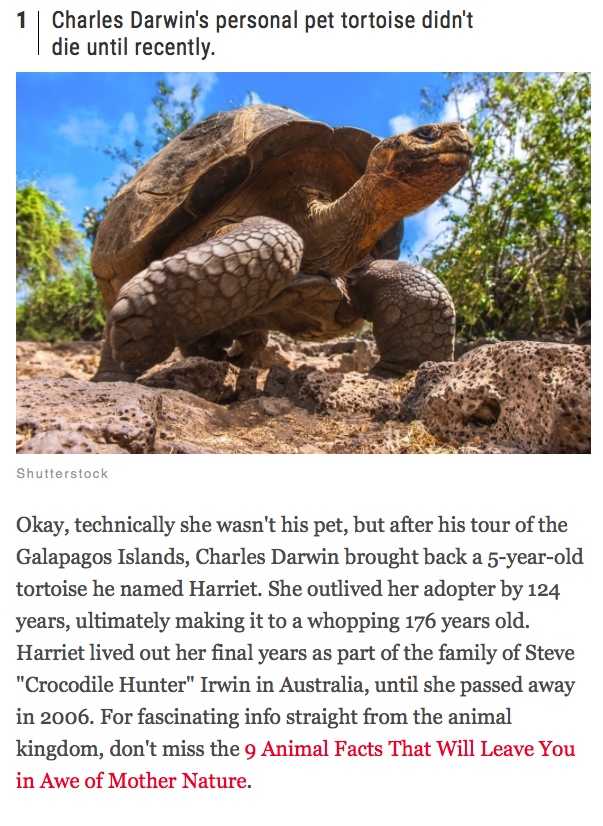 1 Charles Darwin's personal pet tortoise didn't
die until recently.
Shutterstock
Okay, technically she wasn't his pet, but after his tour of the
Galapagos Islands, Charles Darwin brought back a 5-year-old
tortoise he named Harriet. She outlived her adopter by 124
years, ultimately making it to a whopping 176 years old.
Harriet lived out her final years as part of the family of Steve
"Crocodile Hunter" Irwin in Australia, until she passed away
in 2006. For fascinating info straight from the animal
kingdom, don't miss the 9 Animal Facts That Will Leave You
in Awe of Mother Nature.